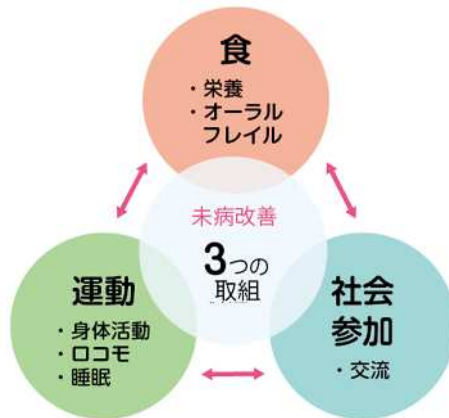 食
・栄養
・オーラル
フレイル
未病改善
3つの
取組
運動
・身体活動
・ロコモ
・睡眠
社会
参加
・交流